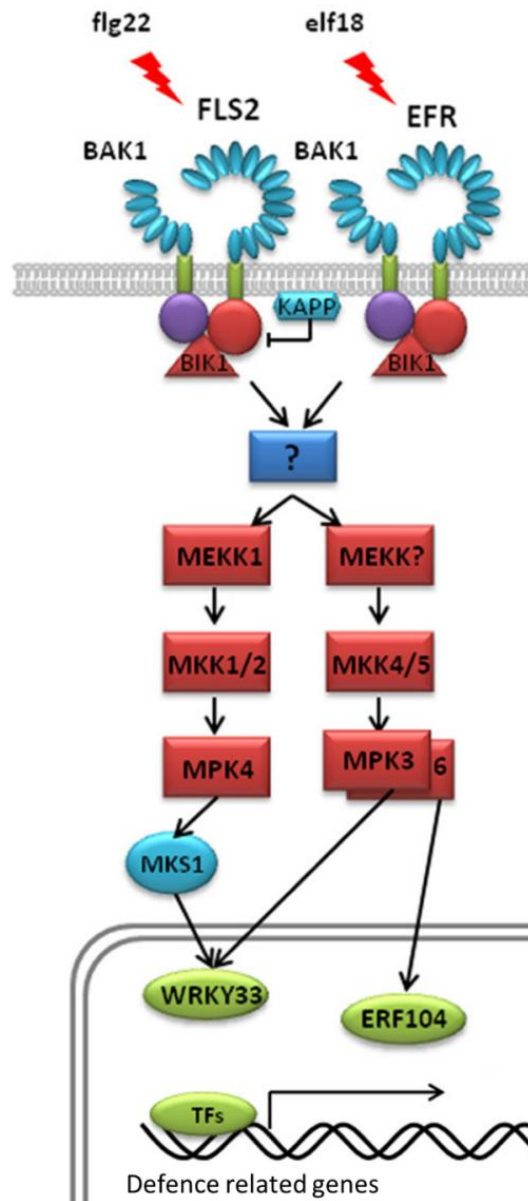 flg22
elf18
FLS2
EFR
BAK1
BAK1
KAPP
BIK1
BIK1
?
MEKK1
MEKK?
MKK1/2
MKK4/5
MPK4
MPK3
6
MKS1
WRKY33
ERF104
TFs
Defence related genes